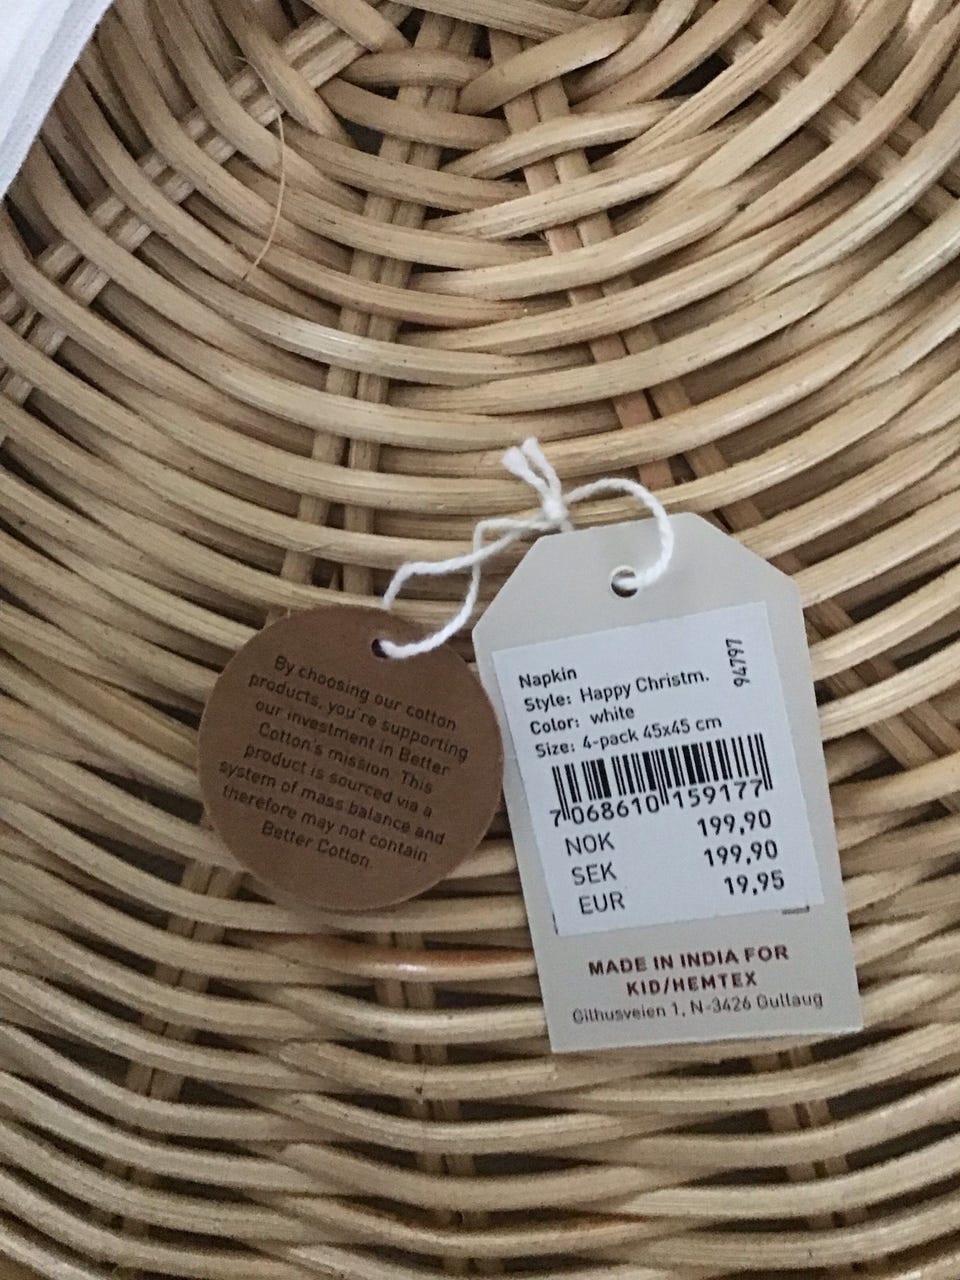 By choosing our cotton
products, you're supporting
our investment in Better
Cotton's mission. This
product is sourced via a
system of mass balance and
therefore may not contain
Better Cotton.
94797
Napkin
Style: Happy Christm.
Color: white
Size: 4-pack 45x45 cm
7 068610 159177
NOK 199,90
SEK 199,90
EUR 19,95
MADE IN INDIA FOR
KID/HEMTEX
Gilhusveien 1, N-3426 Gullaug